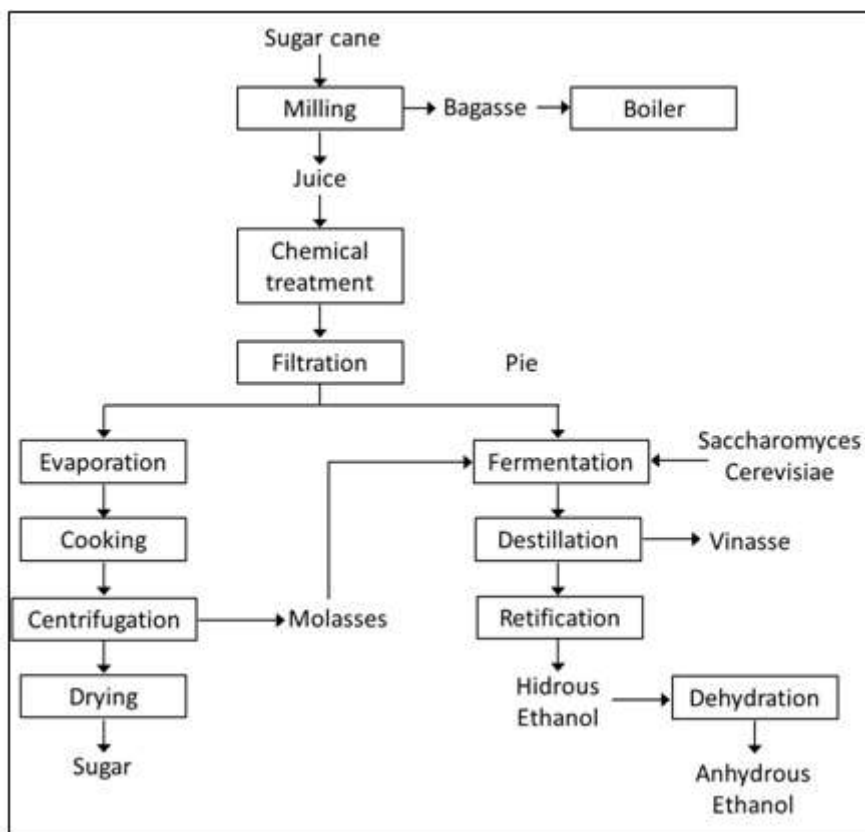 Sugar cane
Milling
Bagasse
Boiler
Juice
Chemical
treatment
Filtration
Pie
Evaporation
Fermentation
Saccharomyces
Cerevisiae
Cooking
Destillation
Vinasse
Centrifugation
Molasses
Retification
Drying
Hidrous
Ethanol
Dehydration
Sugar
Anhydrous
Ethanol